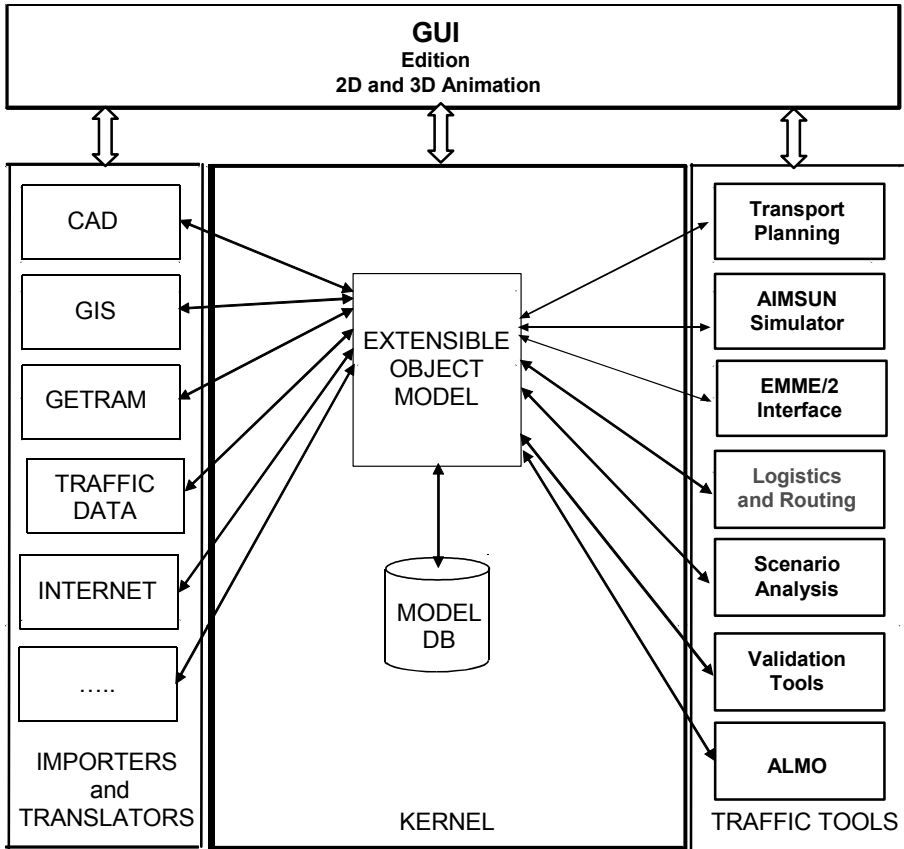 GUI
Edition
2D and 3D Animation
CAD
GIS
GETRAM
TRAFFIC
DATA
INTERNET
…..
IMPORTERS
and
TRANSLATORS
EXTENSIBLE
OBJECT
MODEL
MODEL
DB
KERNEL
Transport
Planning
AIMSUN
Simulator
EMME/2
Interface
Logistics
and Routing
Scenario
Analysis
Validation
Tools
ALMO
TRAFFIC TOOLS